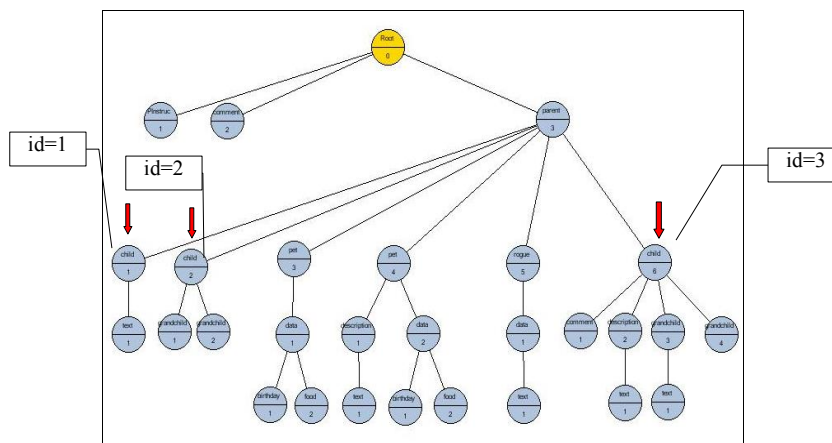 Root
0
PInstruc
1
comment
2
parent
3
id=1
id=2
id=3
child
1
child
2
pet
3
pet
4
rogue
5
child
6
text
1
grandchild
1
grandchild
2
data
1
description
1
data
2
data
1
comment
1
description
2
grandchild
3
grandchild
4
birthday
1
food
2
text
1
birthday
1
food
2
text
1
text
1
text
1